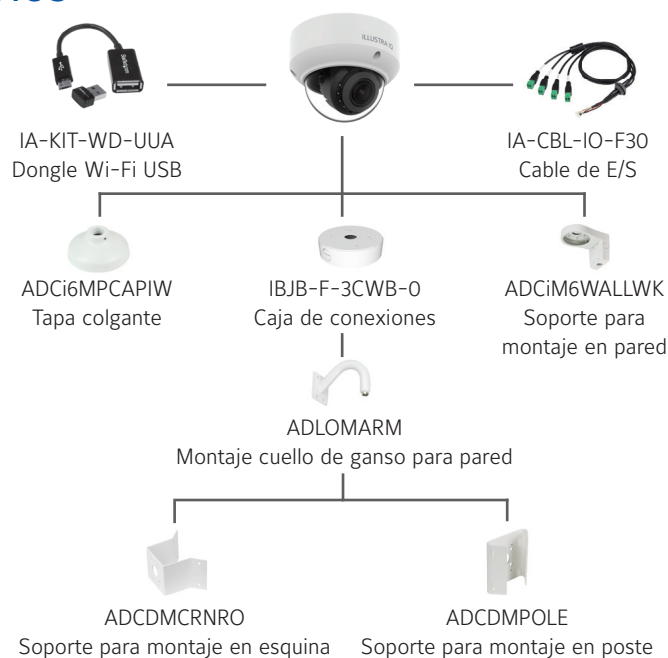 ILLUSTRA IQ
IA-KIT-WD-UUA
Dongle Wi-Fi USB
IA-CBL-IO-F30
Cable de E/S
ADCi6MPCAPIW
Tapa colgante
IBJB-F-3CWB-0
Caja de conexiones
ADCiM6WALLWK
Soporte para
montaje en pared
ADLOMARM
Montaje cuello de ganso para pared
ADCDMCRNRO
Soporte para montaje en esquina
ADCDMPOLE
Soporte para montaje en poste